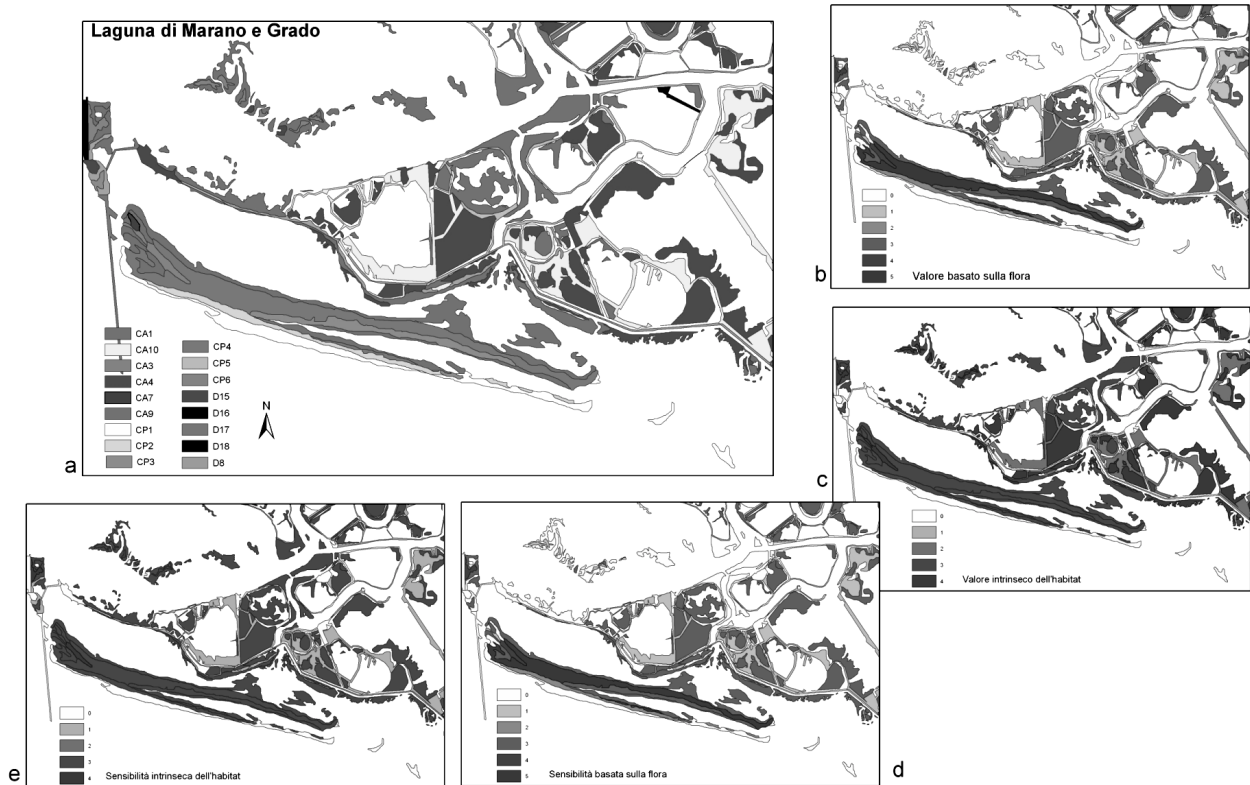 Laguna di Marano e Grado
CA1
CA10
CA3
CA4
CA7
CA9
CP1
CP2
CP3
CP4
CP5
CP6
D15
D16
D17
D18
D8
N
a
0
1
2
3
4
5
Valore basato sulla flora
b
0
1
2
3
4
Valore intrinseco dell'habitat
c
0
1
2
3
4
5
Sensibilità basata sulla flora
d
0
1
2
3
4
Sensibilità intrinseca dell'habitat
e